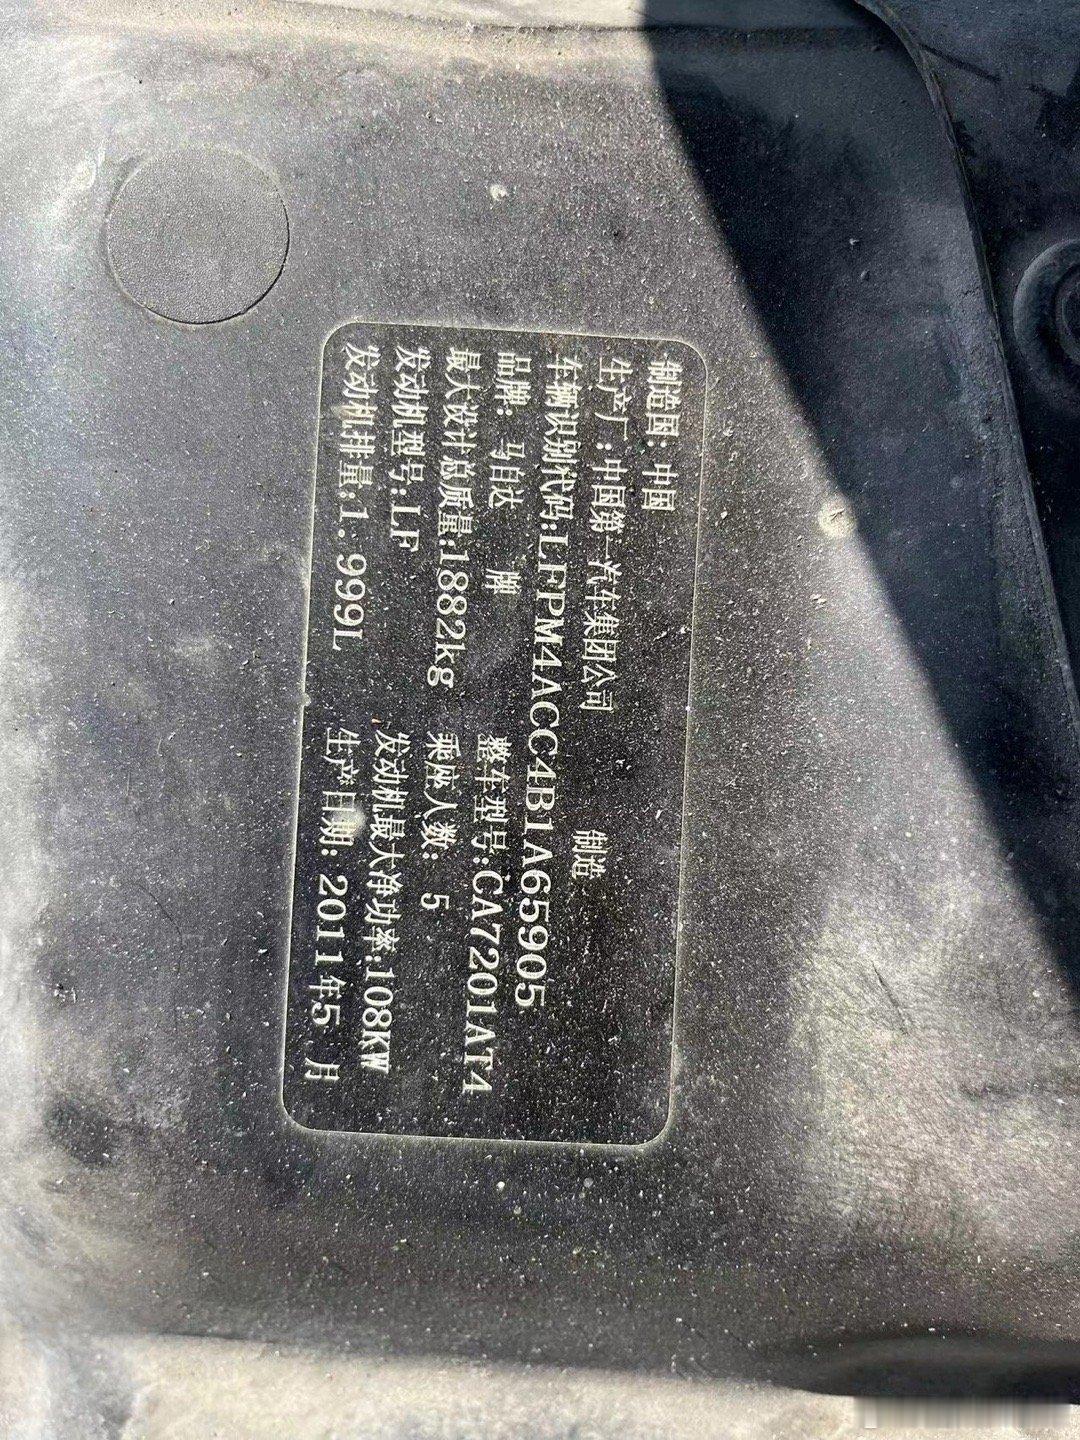 制造国：中国
生产厂：中国第一汽车集团公司 制造
车辆识别代码:LFPM4ACC4B1A65905
品牌：马自达 牌 整车型号:CA7201AT4
最大设计总质量:1882kg 乘座人数：5
发动机型号:LF 发动机最大净功率:108KW
发动机排量:1.999L 生产日期：2011年5 月